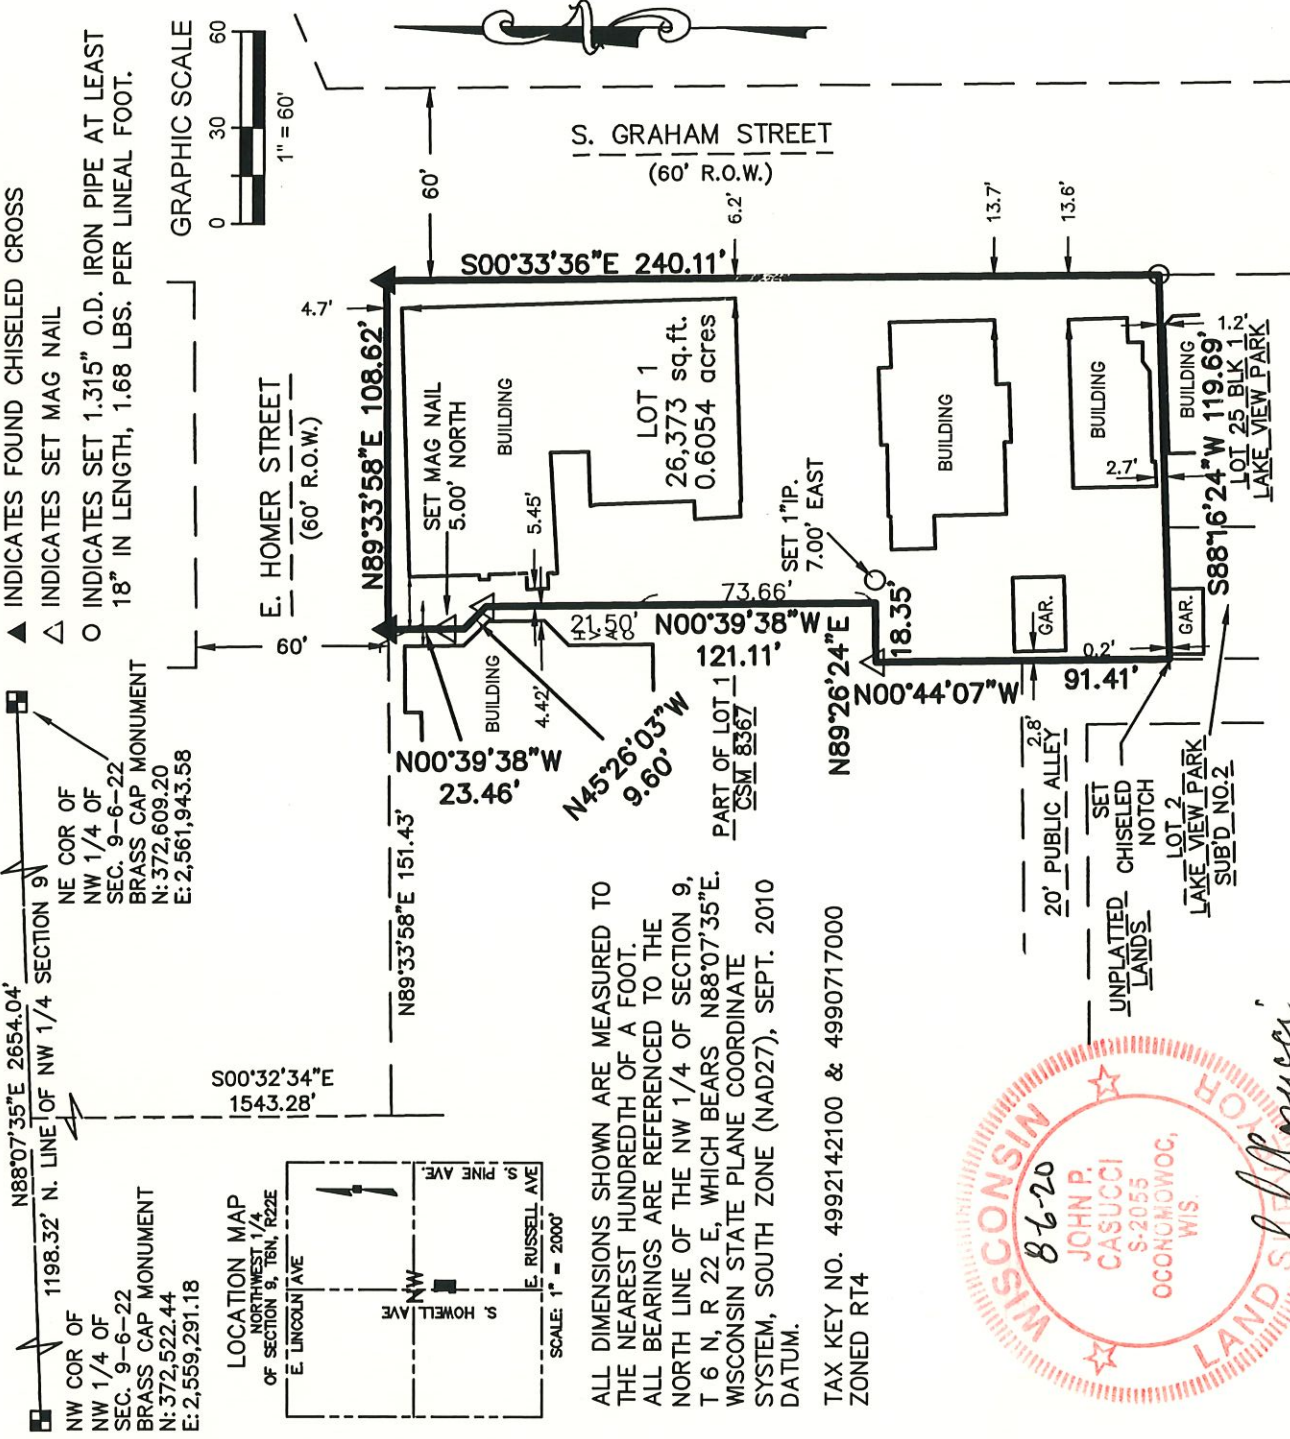 ▲ INDICATES FOUND CHISELED CROSS
△ INDICATES SET MAG NAIL
O INDICATES SET 1.315" O.D. IRON PIPE AT LEAST
18" IN LENGTH, 1.68 LBS. PER LINEAL FOOT.
GRAPHIC SCALE
0 30 60
1" = 60'
N88°07'35"E 2654.04'
1198.32' N. LINE OF NW 1/4 SECTION 9
NW COR OF
NW 1/4 OF
SEC. 9-6-22
BRASS CAP MONUMENT
N: 372,522.44
E: 2,559,291.18
NE COR OF
NW 1/4 OF
SEC. 9-6-22
BRASS CAP MONUMENT
N: 372,609.20
E: 2,561,943.58
S00°32'34"E
1543.28'
N89°33'58"E 151.43'
E. HOMER STREET
(60' R.O.W.)
60'
N89°33'58"E 108.62'
4.7'
60'
S. GRAHAM STREET
(60' R.O.W.)
S00°33'36"E 240.11'
6.2'
13.7'
13.6'
SET MAG NAIL
5.00' NORTH
BUILDING
LOT 1
26,373 sq.ft.
0.6054 acres
5.45'
SET 1"IP.
7.00' EAST
73.66'
21.50'
BUILDING
4.42'
N00°39'38"W
23.46'
N45°26'03"W
9.60'
N00°39'38"W
121.11'
PART OF LOT 1
CSM 8367
N89°26'24"E
18.35'
N00°44'07"W
91.41'
BUILDING
BUILDING
2.7'
BUILDING
1.2'
GAR.
GAR.
0.2'
2.8'
S88°16'24"W 119.69'
LOT 25 BLK 1
LAKE VIEW PARK
20' PUBLIC ALLEY
SET
CHISELED
NOTCH
UNPLATTED
LANDS
LOT 2
LAKE VIEW PARK
SUB'D NO.2
LOCATION MAP
NORTHWEST 1/4
OF SECTION 9, T6N, R22E
E. LINCOLN AVE
S. PINE AVE.
NW
S. HOWELL AVE
E. RUSSELL AVE
SCALE: 1" = 2000'
ALL DIMENSIONS SHOWN ARE MEASURED TO
THE NEAREST HUNDREDTH OF A FOOT.
ALL BEARINGS ARE REFERENCED TO THE
NORTH LINE OF THE NW 1/4 OF SECTION 9,
T 6 N, R 22 E, WHICH BEARS N88°07'35"E.
WISCONSIN STATE PLANE COORDINATE
SYSTEM, SOUTH ZONE (NAD27), SEPT. 2010
DATUM.
TAX KEY NO. 4992142100 & 4990717000
ZONED RT4
WISCONSIN
8-6-20
JOHN P.
CASUCCI
S-2055
OCONOMOWOC,
WIS.
LAND SURVEYOR